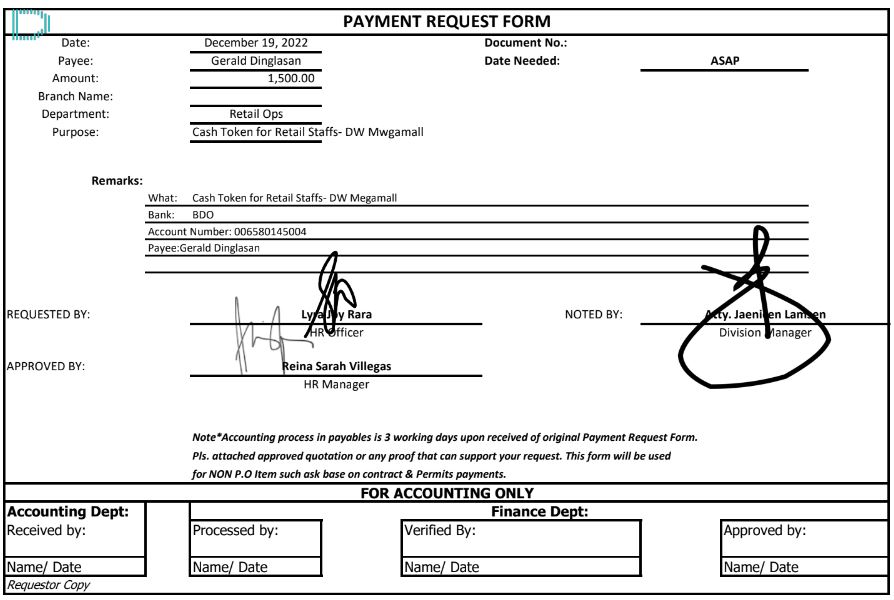 PAYMENT REQUEST FORM
Date: December 19, 2022 Document No.:
Payee: Gerald Dinglasan Date Needed: ASAP
Amount: 1,500.00
Branch Name:
Department: Retail Ops
Purpose: Cash Token for Retail Staffs- DW Mwgamall
Remarks:
What: Cash Token for Retail Staffs- DW Megamall
Bank: BDO
Account Number: 006580145004
Payee:Gerald Dinglasan
REQUESTED BY: Lyra Joy Rara NOTED BY: Atty. Jaenicen Lamsen
HR Officer Division Manager
APPROVED BY: Reina Sarah Villegas
HR Manager
Note*Accounting process in payables is 3 working days upon received of original Payment Request Form.
Pls. attached approved quotation or any proof that can support your request. This form will be used
for NON P.O Item such ask base on contract & Permits payments.
FOR ACCOUNTING ONLY
Accounting Dept: Finance Dept:
Received by: Processed by: Verified By: Approved by:
Name/ Date Name/ Date Name/ Date Name/ Date
Requestor Copy